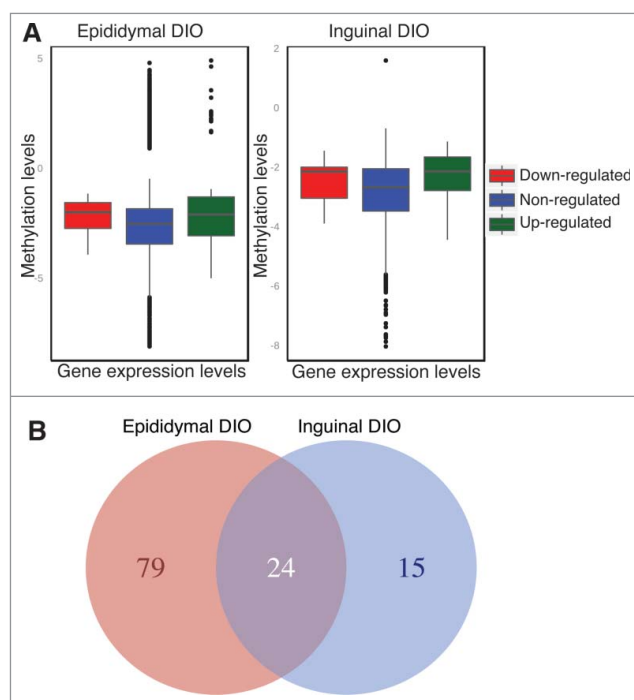 A
Epididymal DIO
Inguinal DIO
Methylation levels
5
0
-5
Gene expression levels
Methylation levels
2
0
-2
-4
-6
-8
Gene expression levels
Down-regulated
Non-regulated
Up-regulated
B
Epididymal DIO
Inguinal DIO
79
24
15